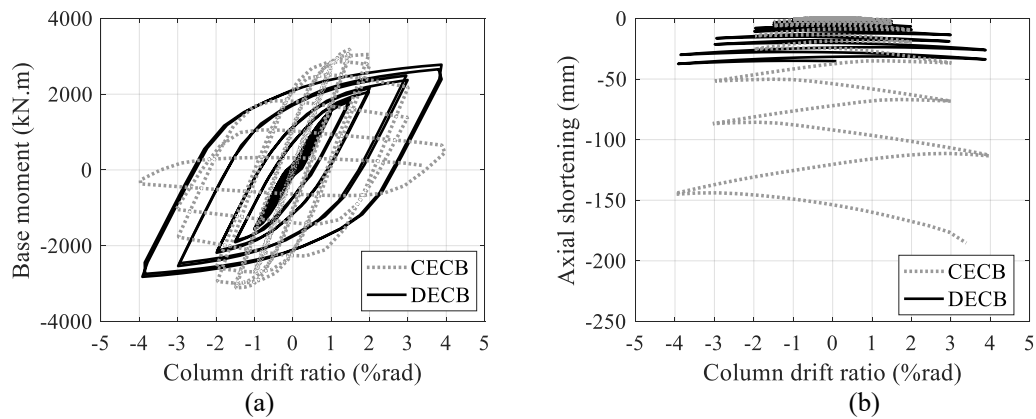 4000
2000
0
-2000
-4000
Base moment (kN.m)
-5 -4 -3 -2 -1 0 1 2 3 4 5
Column drift ratio (%rad)
CECB
DECB
(a)
0
-50
-100
-150
-200
-250
Axial shortening (mm)
-5 -4 -3 -2 -1 0 1 2 3 4 5
Column drift ratio (%rad)
CECB
DECB
(b)